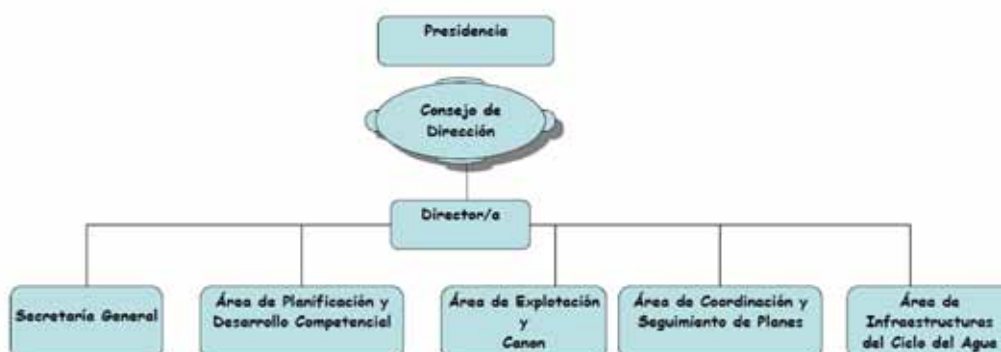 Presidencia
Consejo de
Dirección
Director/a
Secretaría General
Área de Planificación y
Desarrollo Competencial
Área de Explotación
y
Canon
Área de Coordinación y
Seguimiento de Planes
Área de
Infraestructuras
del Ciclo del Agua